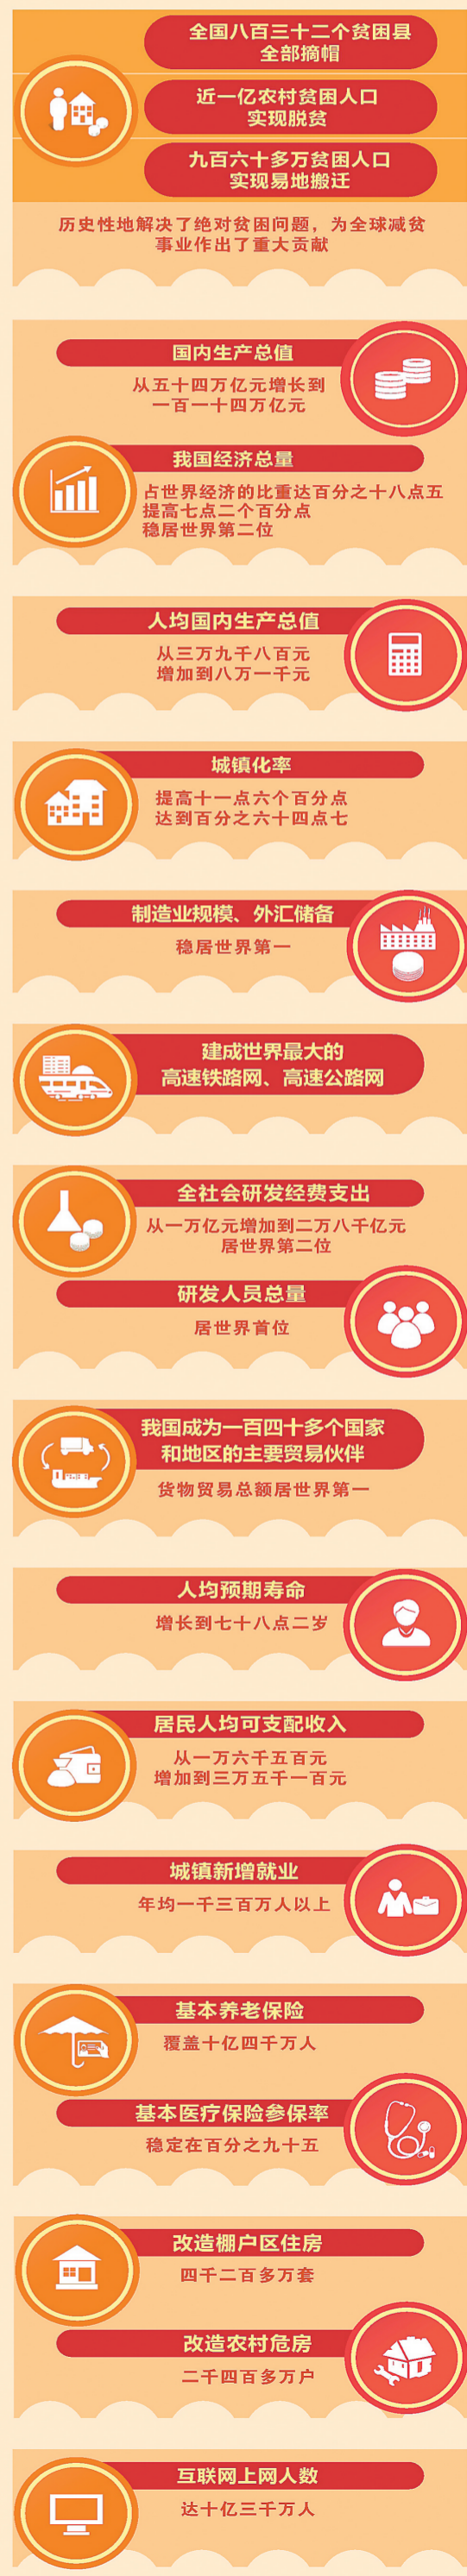 全国八百三十二个贫困县
全部摘帽
近一亿农村贫困人口
实现脱贫
九百六十多万贫困人口
实现易地搬迁
历史性地解决了绝对贫困问题，为全球减贫
事业作出了重大贡献
国内生产总值
从五十四万亿元增长到
一百一十四万亿元
我国经济总量
占世界经济的比重达百分之十八点五
提高七点二个百分点
稳居世界第二位
人均国内生产总值
从三万九千八百元
增加到八万一千元
城镇化率
提高十一点六个百分点
达到百分之六十四点七
制造业规模、外汇储备
稳居世界第一
建成世界最大的
高速铁路网、高速公路网
全社会研发经费支出
从一万亿元增加到二万八千亿元
居世界第二位
研发人员总量
居世界首位
我国成为一百四十多个国家
和地区的主要贸易伙伴
货物贸易总额居世界第一
人均预期寿命
增长到七十八点二岁
居民人均可支配收入
从一万六千五百元
增加到三万五千一百元
城镇新增就业
年均一千三百万人以上
基本养老保险
覆盖十亿四千万人
基本医疗保险参保率
稳定在百分之九十五
改造棚户区住房
四千二百多万套
改造农村危房
二千四百多万户
互联网上网人数
达十亿三千万人